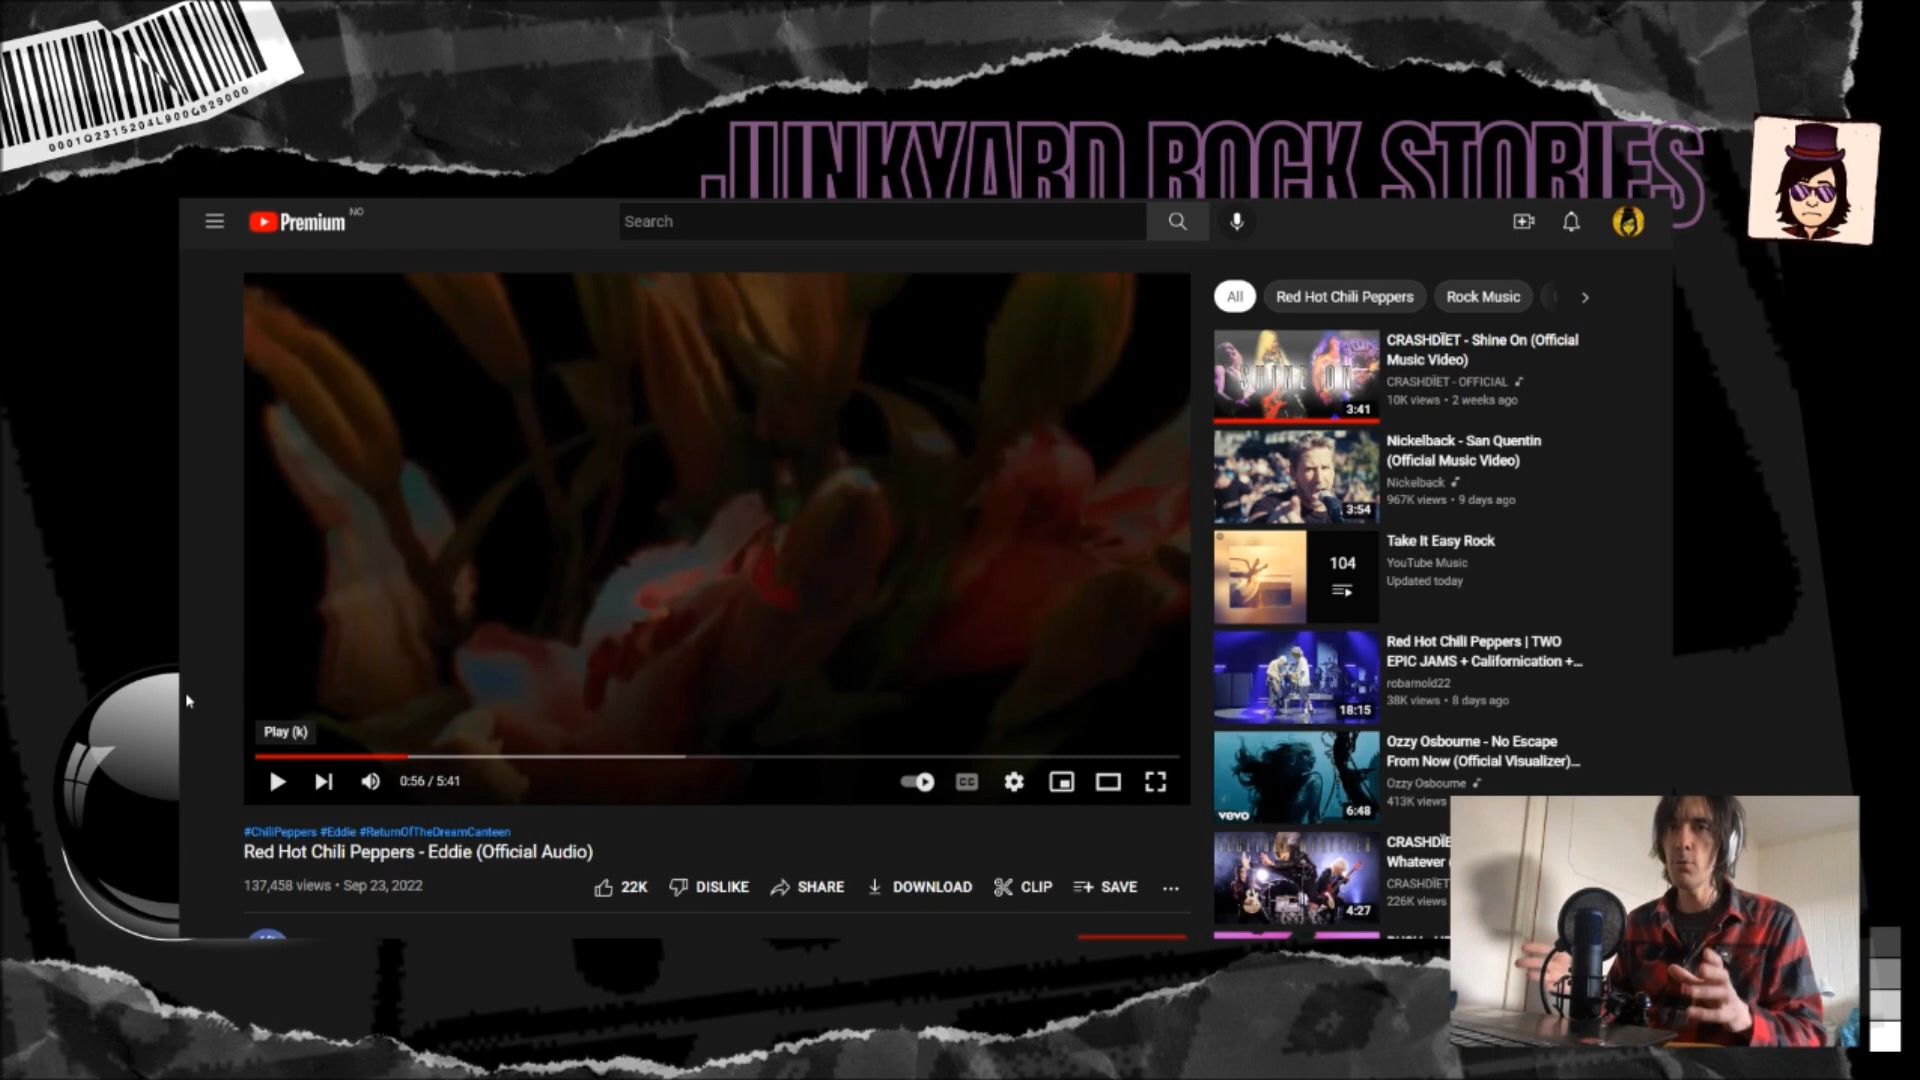 0001Q2315204L900G829000
JUNKYARD ROCK STORIES
Premium NO
Search
All
Red Hot Chili Peppers
Rock Music
SHINE ON
3:41
CRASHDÏET - Shine On (Official
Music Video)
CRASHDÏET - OFFICIAL
10K views • 2 weeks ago
3:54
Nickelback - San Quentin
(Official Music Video)
Nickelback
967K views • 9 days ago
104
Take It Easy Rock
YouTube Music
Updated today
18:15
Red Hot Chili Peppers | TWO
EPIC JAMS + Californication +...
robarnold22
38K views • 8 days ago
vevo
6:48
Ozzy Osbourne - No Escape
From Now (Official Visualizer)...
Ozzy Osbourne
413K views
4:27
CRASHDÏE
Whatever
CRASHDÏET
226K views
Play (k)
0:56 / 5:41
CC
#ChiliPeppers #Eddie #ReturnOfTheDreamCanteen
Red Hot Chili Peppers - Eddie (Official Audio)
137,458 views • Sep 23, 2022
22K
DISLIKE
SHARE
DOWNLOAD
CLIP
SAVE